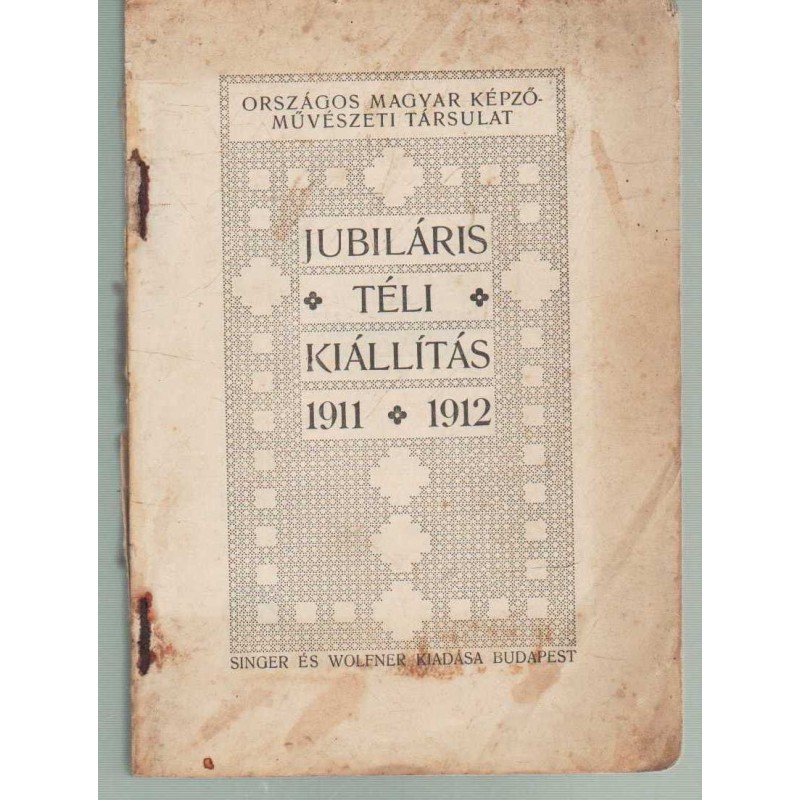 ORSZÁGOS MAGYAR KÉPZŐ-
MŰVÉSZETI TÁRSULAT
JUBILÁRIS
TÉLI
KIÁLLÍTÁS
1911 1912
SINGER ÉS WOLFNER KIADÁSA BUDAPEST